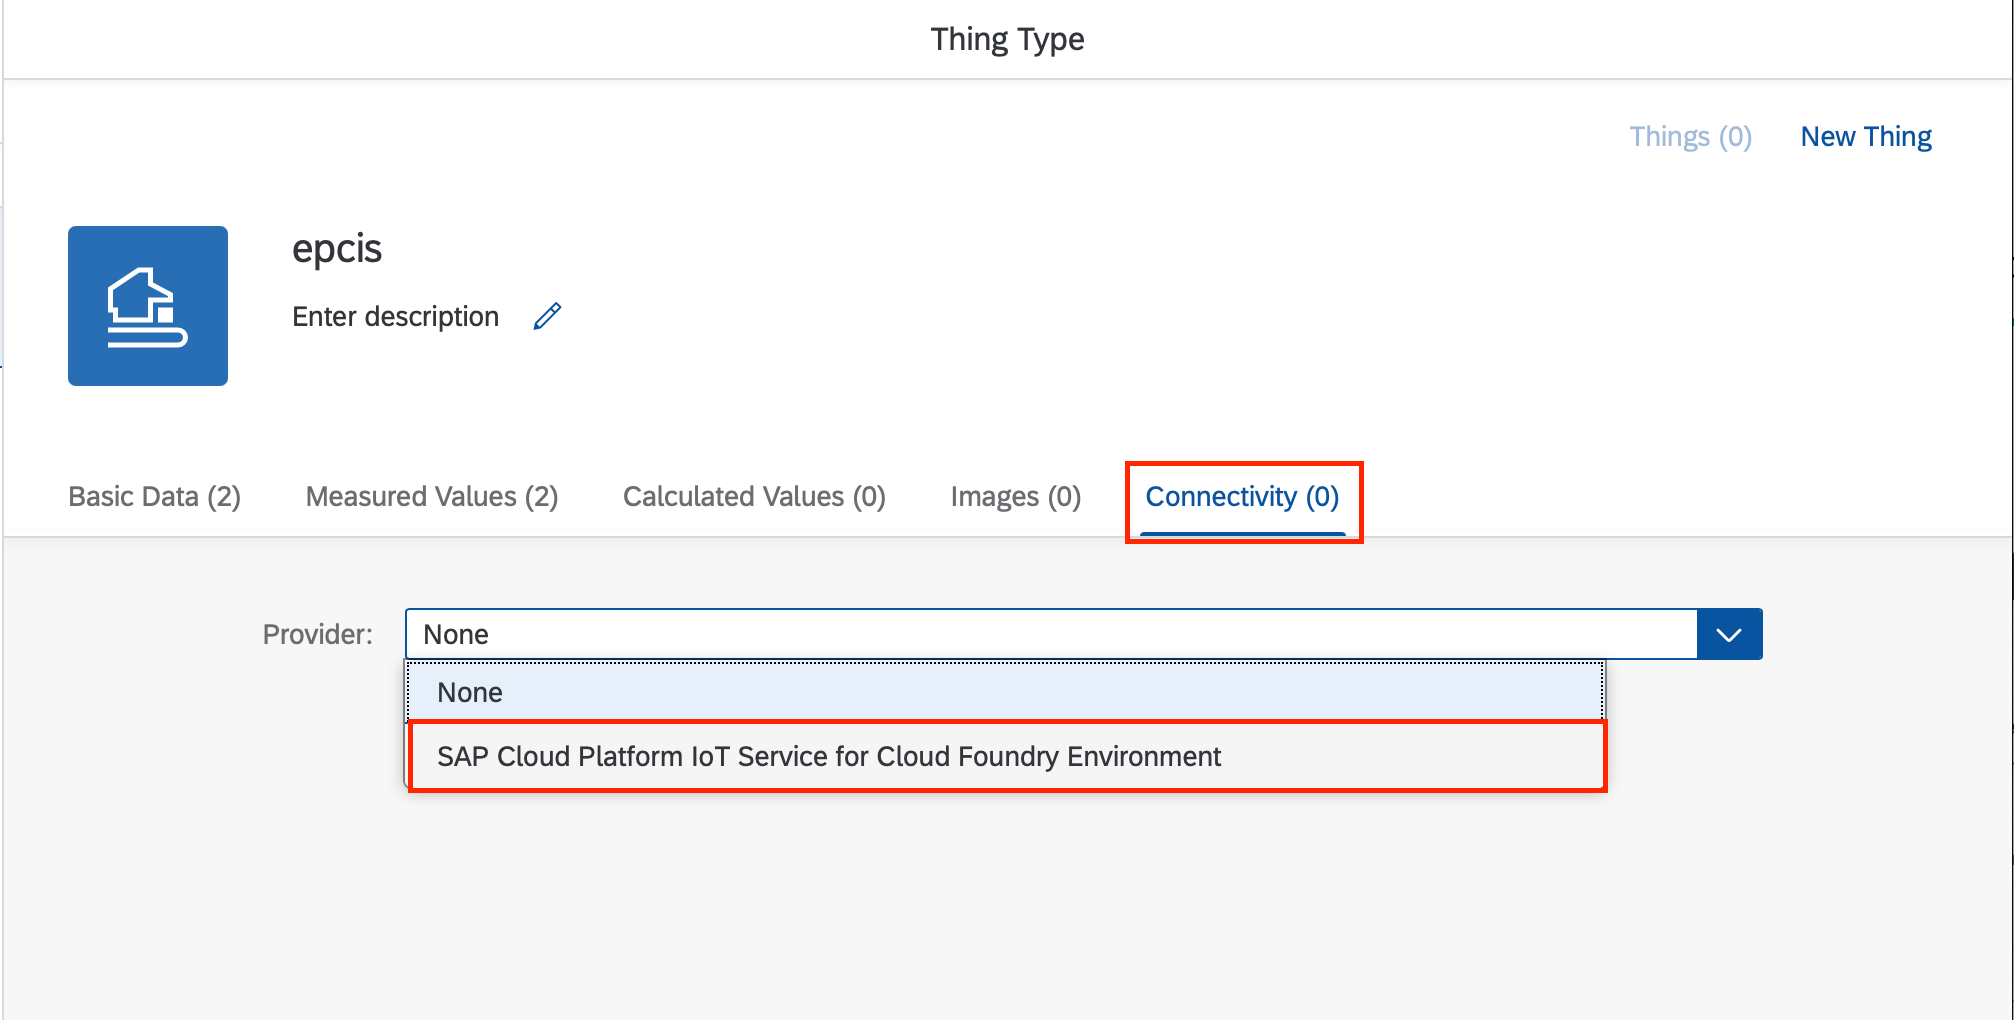 Thing Type
Things (0) New Thing
epcis
Enter description
Basic Data (2) Measured Values (2) Calculated Values (0) Images (0) Connectivity (0)
Provider: None
None
SAP Cloud Platform IoT Service for Cloud Foundry Environment